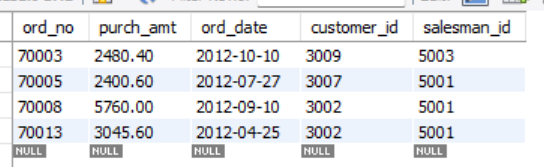 ord_no purch_amt ord_date customer_id salesman_id
70003 2480.40 2012-10-10 3009 5003
70005 2400.60 2012-07-27 3007 5001
70008 5760.00 2012-09-10 3002 5001
70013 3045.60 2012-04-25 3002 5001
NULL NULL NULL NULL NULL